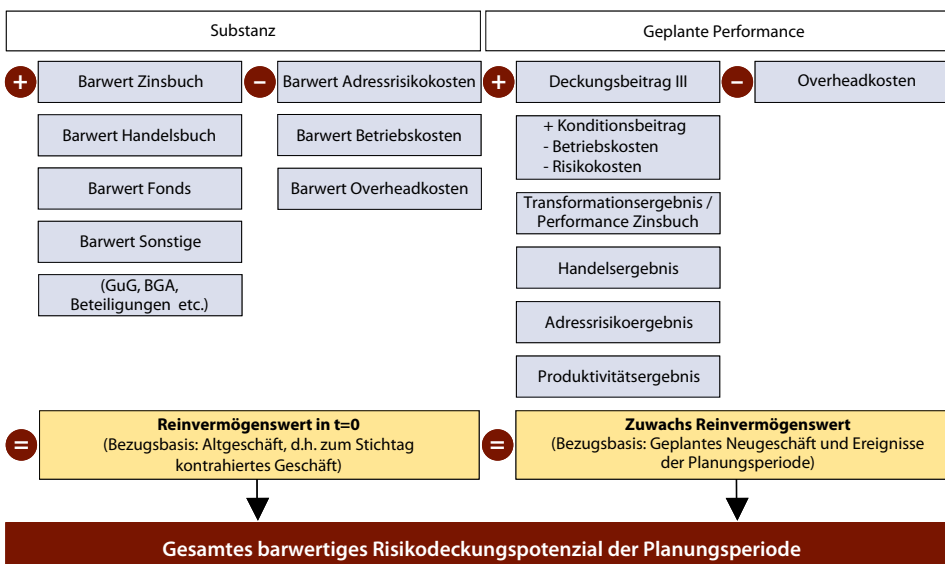 Substanz
Geplante Performance
+
Barwert Zinsbuch
-
Barwert Adressrisikokosten
+
Deckungsbeitrag III
-
Overheadkosten
Barwert Handelsbuch
Barwert Betriebskosten
+ Konditionsbeitrag
- Betriebskosten
- Risikokosten
Barwert Fonds
Barwert Overheadkosten
Transformationsergebnis /
Performance Zinsbuch
Barwert Sonstige
Handelsergebnis
(GuG, BGA,
Beteiligungen etc.)
Adressrisikoergebnis
Produktivitätsergebnis
=
Reinvermögenswert in t=0
(Bezugsbasis: Altgeschäft, d.h. zum Stichtag
kontrahiertes Geschäft)
=
Zuwachs Reinvermögenswert
(Bezugsbasis: Geplantes Neugeschäft und Ereignisse
der Planungsperiode)
Gesamtes barwertiges Risikodeckungspotenzial der Planungsperiode